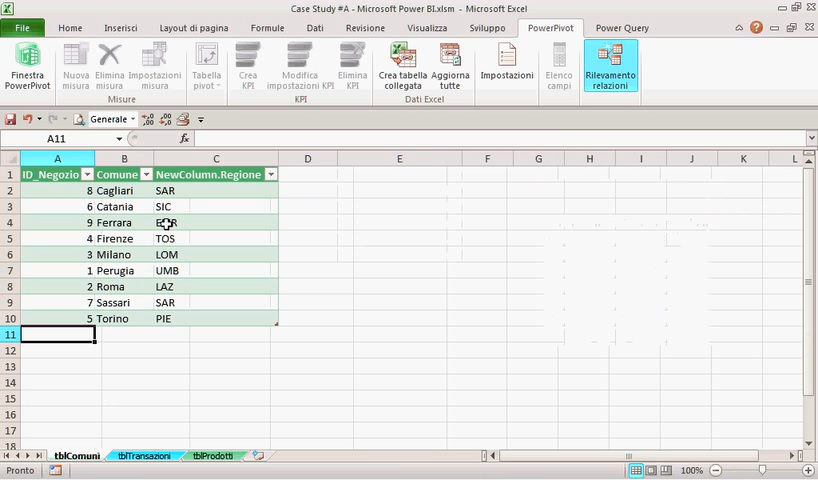 Case Study #A - Microsoft Power BI.xlsm - Microsoft Excel
File Home Inserisci Layout di pagina Formule Dati Revisione Visualizza Sviluppo PowerPivot Power Query
Finestra PowerPivot
Nuova misura
Elimina misura
Impostazioni misura
Misure
Tabella pivot
Crea KPI
Modifica impostazioni KPI
Elimina KPI
KPI
Crea tabella collegata
Aggiorna tutte
Dati Excel
Impostazioni
Elenco campi
Rilevamento relazioni
Generale
A11 fx
A B C D E F G H I J K L
1 ID_Negozio Comune NewColumn.Regione
2 8 Cagliari SAR
3 6 Catania SIC
4 9 Ferrara
5 4 Firenze TOS
6 3 Milano LOM
7 1 Perugia UMB
8 2 Roma LAZ
9 7 Sassari SAR
10 5 Torino PIE
11
12
13
14
15
16
17
18
tblComuni tblTransazioni tblProdotti
Pronto 100%